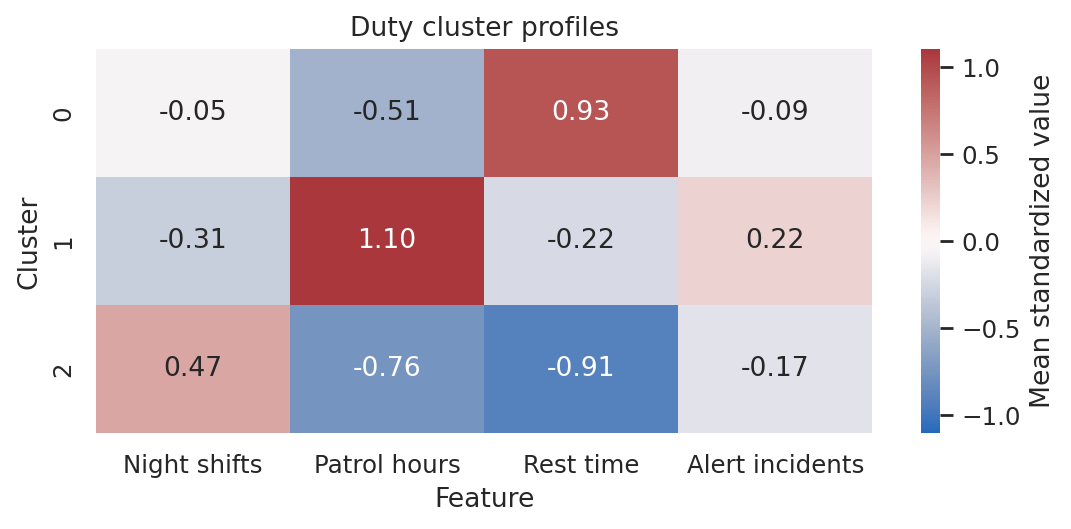 Duty cluster profiles
Cluster
0
-0.05 -0.51 0.93 -0.09
1
-0.31 1.10 -0.22 0.22
2
0.47 -0.76 -0.91 -0.17
Night shifts Patrol hours Rest time Alert incidents
Feature
1.0
0.5
0.0
−0.5
−1.0
Mean standardized value